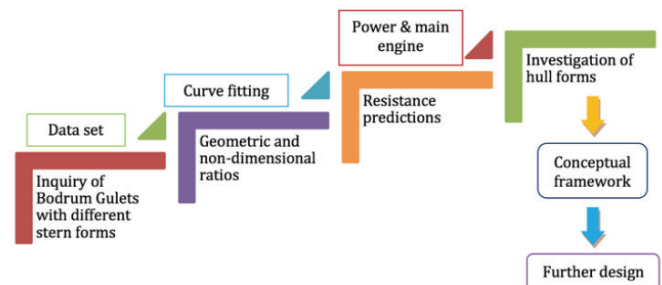 Data set
Inquiry of
Bodrum Gulets
with different
stern forms
Curve fitting
Geometric and
non-dimensional
ratios
Power & main
engine
Resistance
predictions
Investigation of
hull forms
Conceptual
framework
Further design